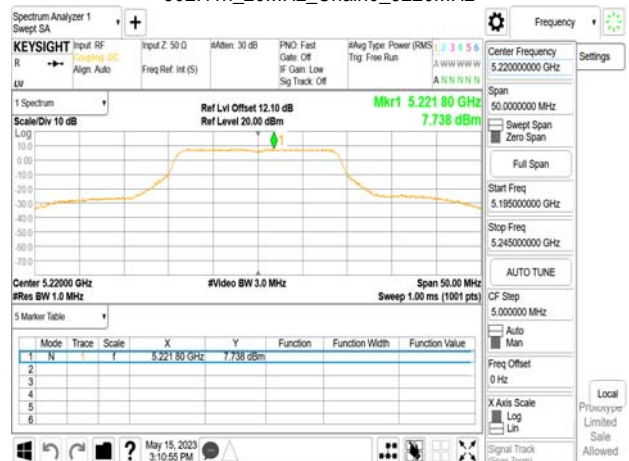 Spectrum Analyzer 1
Swept SA
+
Frequency
KEYSIGHT
R
Input: RF
Coupling: DC
Align: Auto
Input Z: 50 Ω
Freq Ref: Int (S)
#Atten: 30 dB
PNO: Fast
Gate: Off
IF Gain: Low
Sig Track: Off
#Avg Type: Power (RMS
Trig: Free Run
1 2 3 4 5 6
A W W W W W
A N N N N N
1 Spectrum
Scale/Div 10 dB
Ref Lvl Offset 12.10 dB
Ref Level 20.00 dBm
Mkr1 5.221 80 GHz
7.738 dBm
Log
10.0
0.00
-10.0
-20.0
-30.0
-40.0
-50.0
-60.0
-70.0
1
Center 5.22000 GHz
#Res BW 1.0 MHz
#Video BW 3.0 MHz
Span 50.00 MHz
Sweep 1.00 ms (1001 pts)
5 Marker Table
Mode Trace Scale X Y Function Function Width Function Value
1 N 1 f 5.221 80 GHz 7.738 dBm
2
3
4
5
6
May 15, 2023
3:10:55 PM
Center Frequency
5.220000000 GHz
Span
50.0000000 MHz
Swept Span
Zero Span
Full Span
Start Freq
5.195000000 GHz
Stop Freq
5.245000000 GHz
AUTO TUNE
CF Step
5.000000 MHz
Auto
Man
Freq Offset
0 Hz
X Axis Scale
Log
Lin
Signal Track
Settings
Local
Prototype
Limited
Sale
Allowed